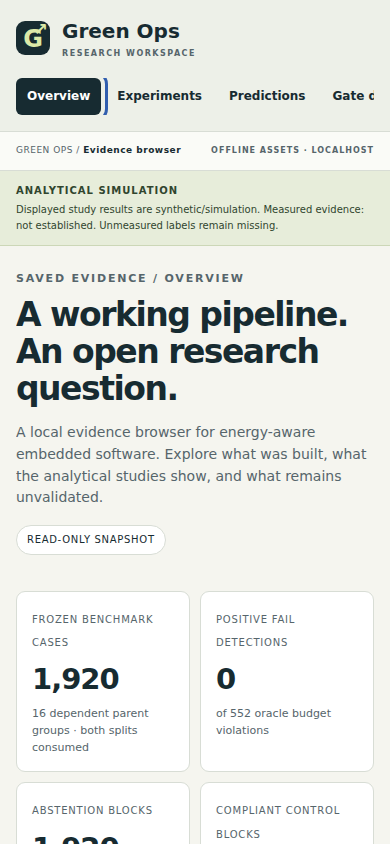 G
Green Ops
RESEARCH WORKSPACE
Overview Experiments Predictions Gate
GREEN OPS / Evidence browser OFFLINE ASSETS · LOCALHOST
ANALYTICAL SIMULATION
Displayed study results are synthetic/simulation. Measured evidence:
not established. Unmeasured labels remain missing.
SAVED EVIDENCE / OVERVIEW
A working pipeline.
An open research
question.
A local evidence browser for energy-aware
embedded software. Explore what was built, what
the analytical studies show, and what remains
unvalidated.
READ-ONLY SNAPSHOT
FROZEN BENCHMARK
CASES
1,920
16 dependent parent
groups · both splits
consumed
POSITIVE FAIL
DETECTIONS
0
of 552 oracle budget
violations
ABSTENTION BLOCKS
1,920
COMPLIANT CONTROL
BLOCKS